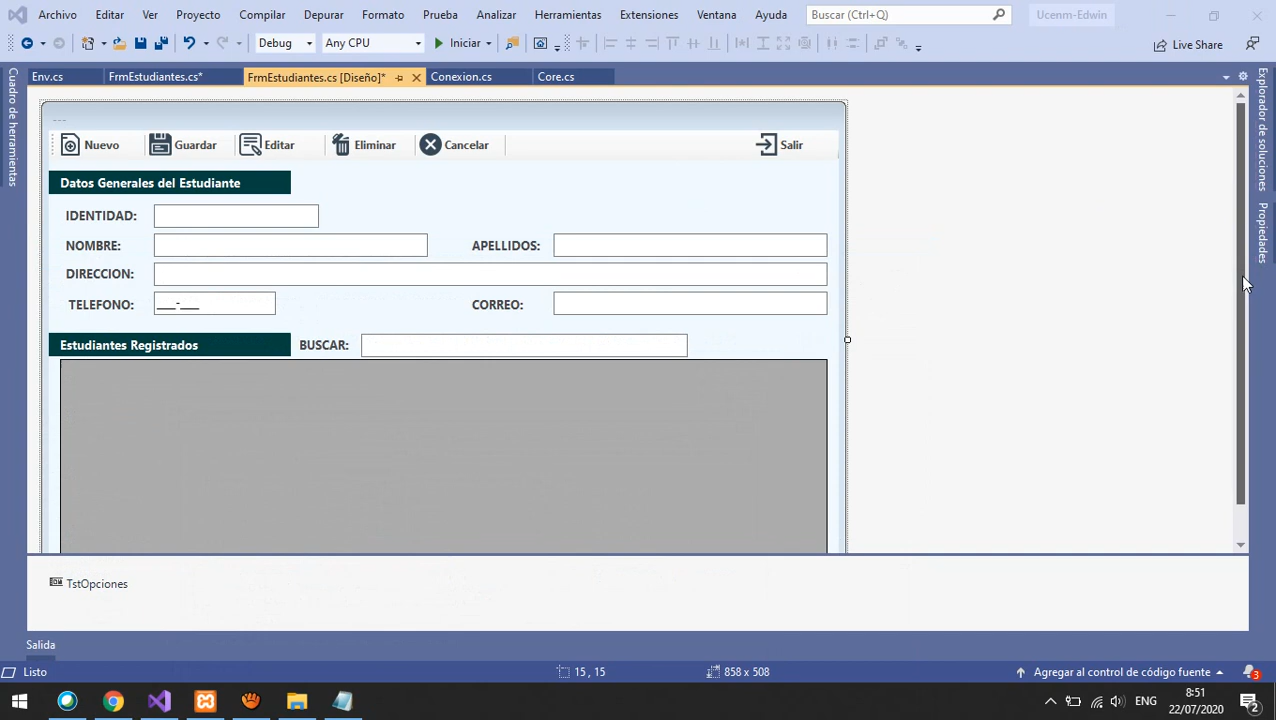 Archivo Editar Ver Proyecto Compilar Depurar Formato Prueba Analizar Herramientas Extensiones Ventana Ayuda Buscar (Ctrl+Q) Ucenm-Edwin
Debug Any CPU Iniciar Live Share
Env.cs FrmEstudiantes.cs* FrmEstudiantes.cs [Diseño]* Conexion.cs Core.cs
Cuadro de herramientas
Explorador de soluciones
Propiedades
---
Nuevo Guardar Editar Eliminar Cancelar Salir
Datos Generales del Estudiante
IDENTIDAD:
NOMBRE: APELLIDOS:
DIRECCION:
TELEFONO: ___-___ CORREO:
Estudiantes Registrados BUSCAR:
TstOpciones
Salida
Listo 15 , 15 858 x 508 Agregar al control de código fuente 3
ENG 8:51
22/07/2020 2